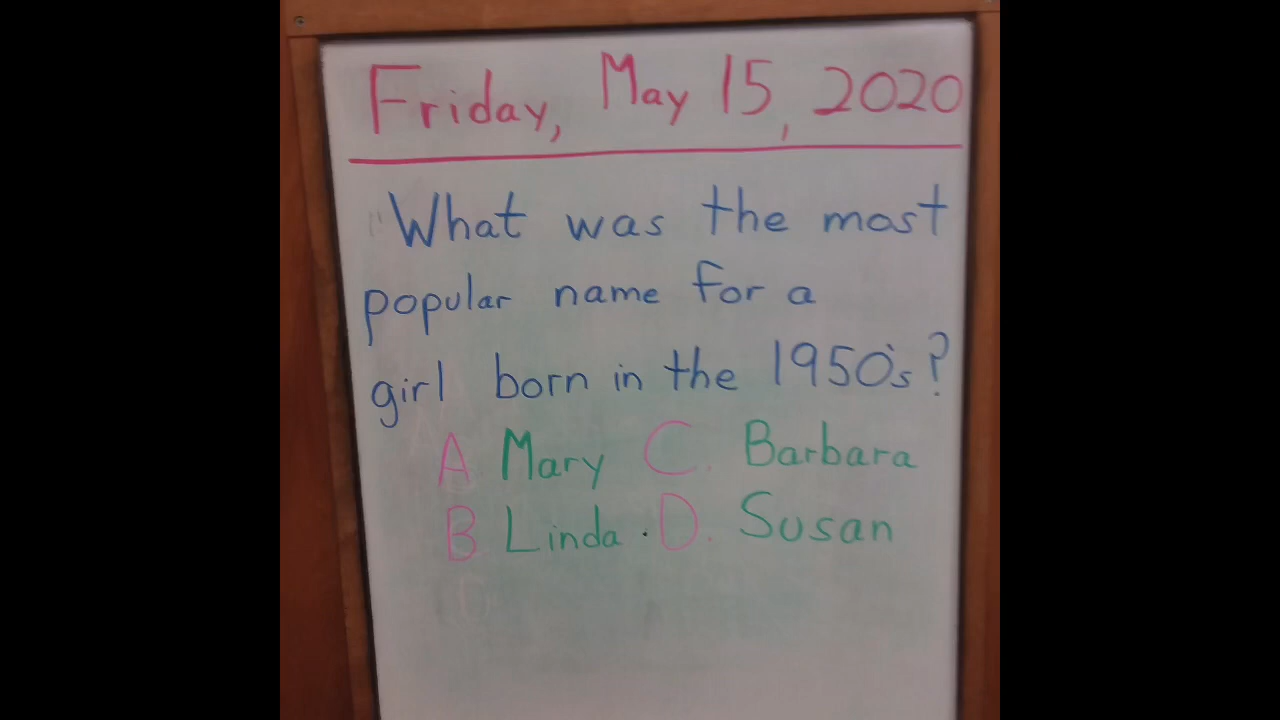 Friday, May 15, 2020
What was the most
popular name for a
girl born in the 1950's?
A Mary C. Barbara
B Linda . D. Susan